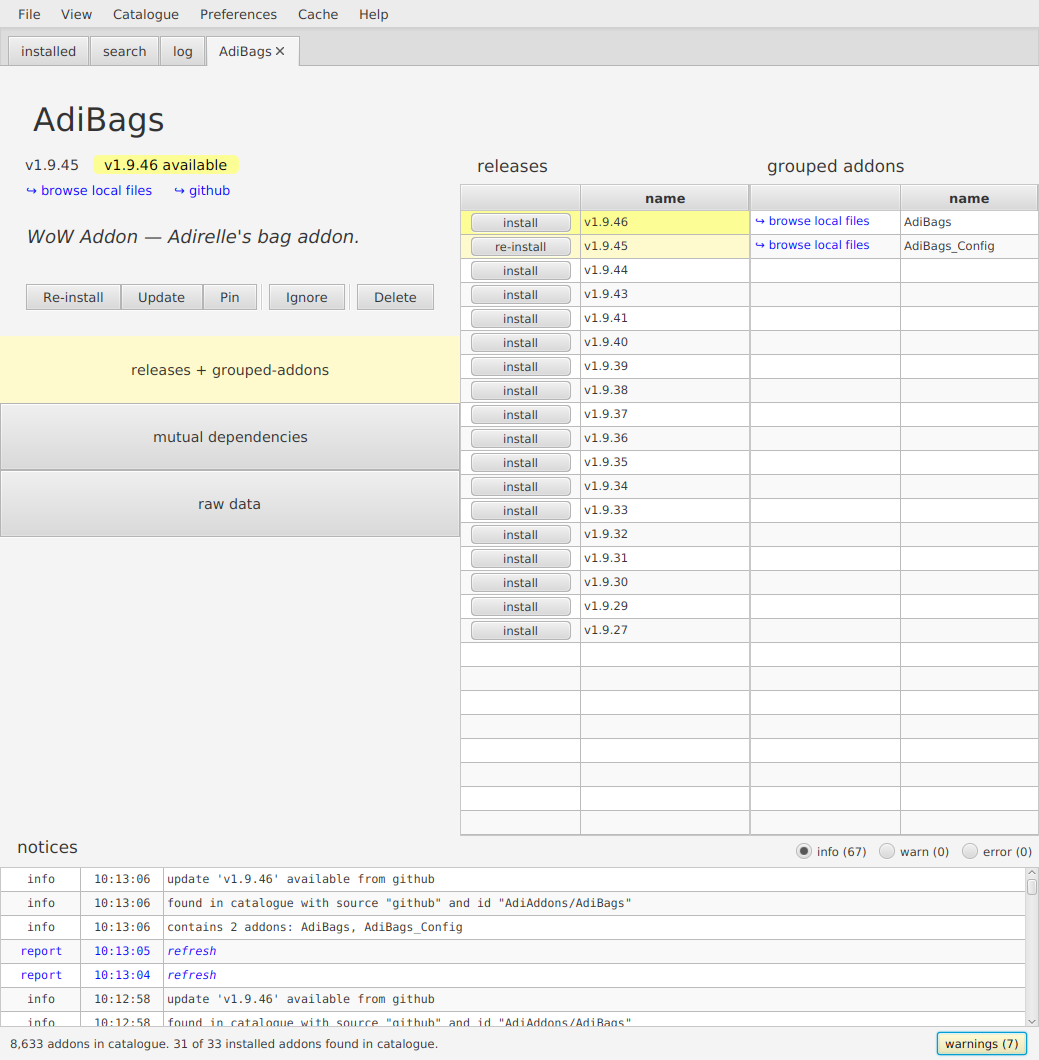 File View Catalogue Preferences Cache Help
installed search log AdiBags ✕
AdiBags
v1.9.45 v1.9.46 available
↪ browse local files ↪ github
WoW Addon — Adirelle's bag addon.
Re-install Update Pin Ignore Delete
releases + grouped-addons
mutual dependencies
raw data
releases
name
install v1.9.46
re-install v1.9.45
install v1.9.44
install v1.9.43
install v1.9.41
install v1.9.40
install v1.9.39
install v1.9.38
install v1.9.37
install v1.9.36
install v1.9.35
install v1.9.34
install v1.9.33
install v1.9.32
install v1.9.31
install v1.9.30
install v1.9.29
install v1.9.27
grouped addons
name
↪ browse local files AdiBags
↪ browse local files AdiBags_Config
notices
info (67) warn (0) error (0)
info 10:13:06 update 'v1.9.46' available from github
info 10:13:06 found in catalogue with source "github" and id "AdiAddons/AdiBags"
info 10:13:06 contains 2 addons: AdiBags, AdiBags_Config
report 10:13:05 refresh
report 10:13:04 refresh
info 10:12:58 update 'v1.9.46' available from github
info 10:12:58 found in catalogue with source "github" and id "AdiAddons/AdiBags"
8,633 addons in catalogue. 31 of 33 installed addons found in catalogue.
warnings (7)